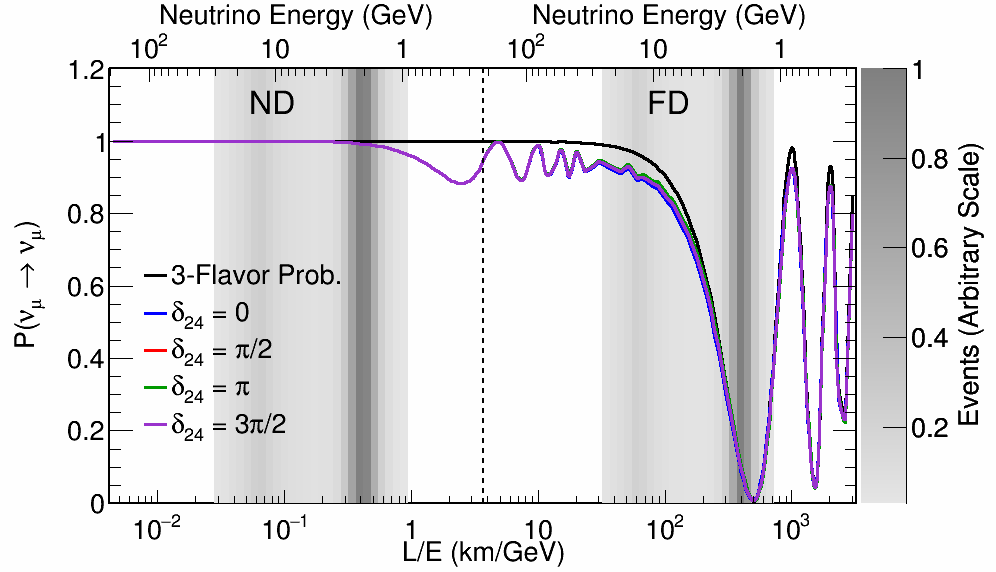 Neutrino Energy (GeV) Neutrino Energy (GeV)
10² 10 1 10² 10 1
ND FD
P(νμ → νμ)
1.2
1
0.8
0.6
0.4
0.2
0
3-Flavor Prob.
δ24 = 0
δ24 = π/2
δ24 = π
δ24 = 3π/2
10⁻² 10⁻¹ 1 10 10² 10³
L/E (km/GeV)
1
0.8
0.6
0.4
0.2
Events (Arbitrary Scale)